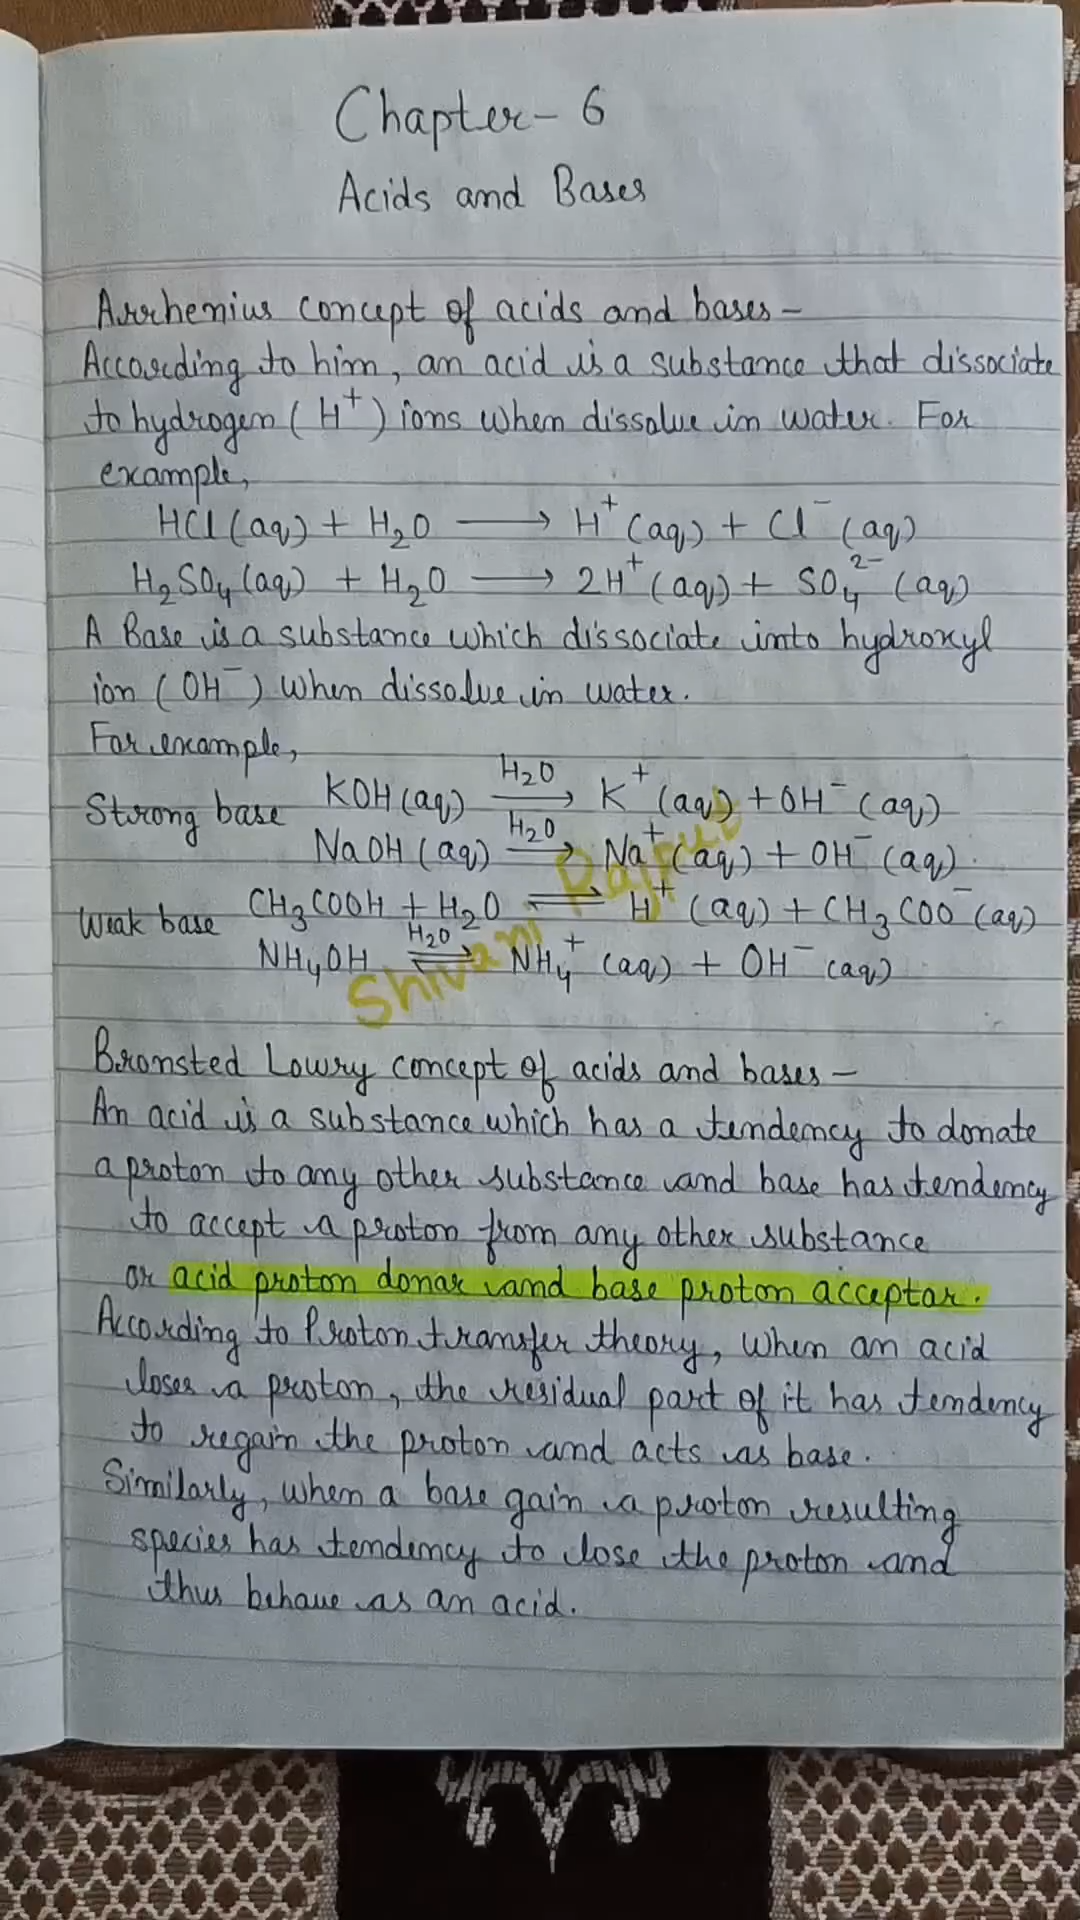 Chapter- 6
Acids and Bases
Arrhenius concept of acids and bases-
According to him, an acid is a substance that dissociate
to hydrogen (H⁺) ions when dissolve in water. For
example,
HCl(aq) + H₂O ⟶ H⁺(aq) + Cl⁻(aq)
H₂SO₄(aq) + H₂O ⟶ 2H⁺(aq) + SO₄²⁻(aq)
A Base is a substance which dissociate into hydroxyl
ion (OH⁻) when dissolve in water.
For example,
Strong base KOH(aq) —H₂O→ K⁺(aq) + OH⁻(aq)
NaOH(aq) —H₂O→ Na⁺(aq) + OH⁻(aq).
Weak base CH₃COOH + H₂O ⇌ H⁺(aq) + CH₃COO⁻(aq)
NH₄OH ⇌ H₂O NH₄⁺(aq) + OH⁻(aq)
Shivani Rajput
Bronsted Lowry concept of acids and bases-
An acid is a substance which has a tendency to donate
a proton to any other substance and base has tendency
to accept a proton from any other substance
or acid proton donar and base proton acceptar.
According to Proton transfer theory, when an acid
loses a proton, the residual part of it has tendency
to regain the proton and acts as base.
Similarly, when a base gain a proton resulting
species has tendency to lose the proton and
thus behave as an acid.